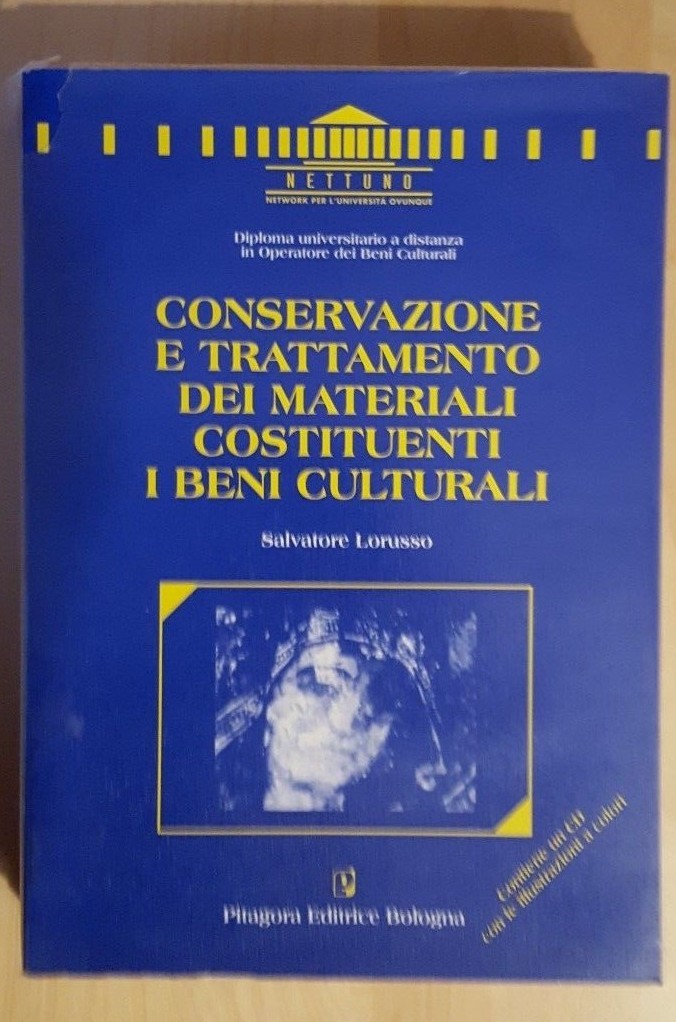 NETTUNO
NETWORK PER L'UNIVERSITÀ OVUNQUE
Diploma universitario a distanza
in Operatore dei Beni Culturali
CONSERVAZIONE
E TRATTAMENTO
DEI MATERIALI
COSTITUENTI
I BENI CULTURALI
Salvatore Lorusso
Contiene un CD
con le illustrazioni a colori
Pitagora Editrice Bologna